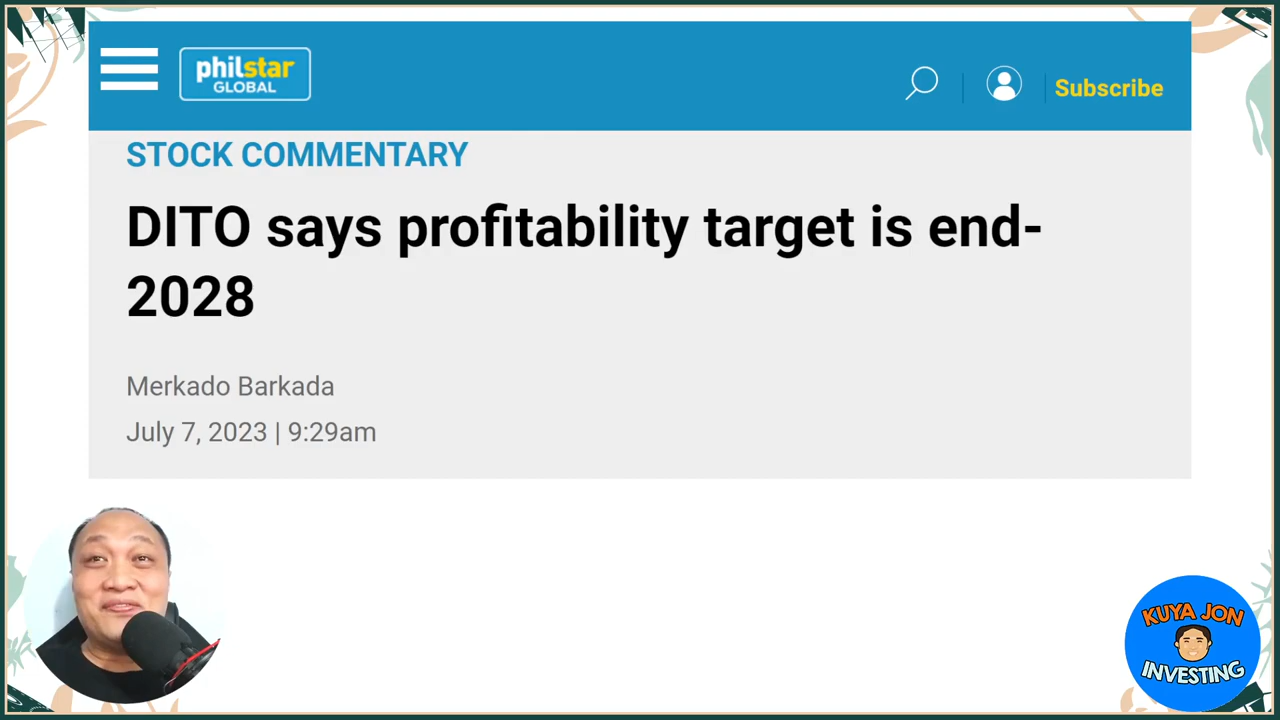 philstar
GLOBAL
Subscribe
STOCK COMMENTARY
DITO says profitability target is end-
2028
Merkado Barkada
July 7, 2023 | 9:29am
KUYA JON
INVESTING